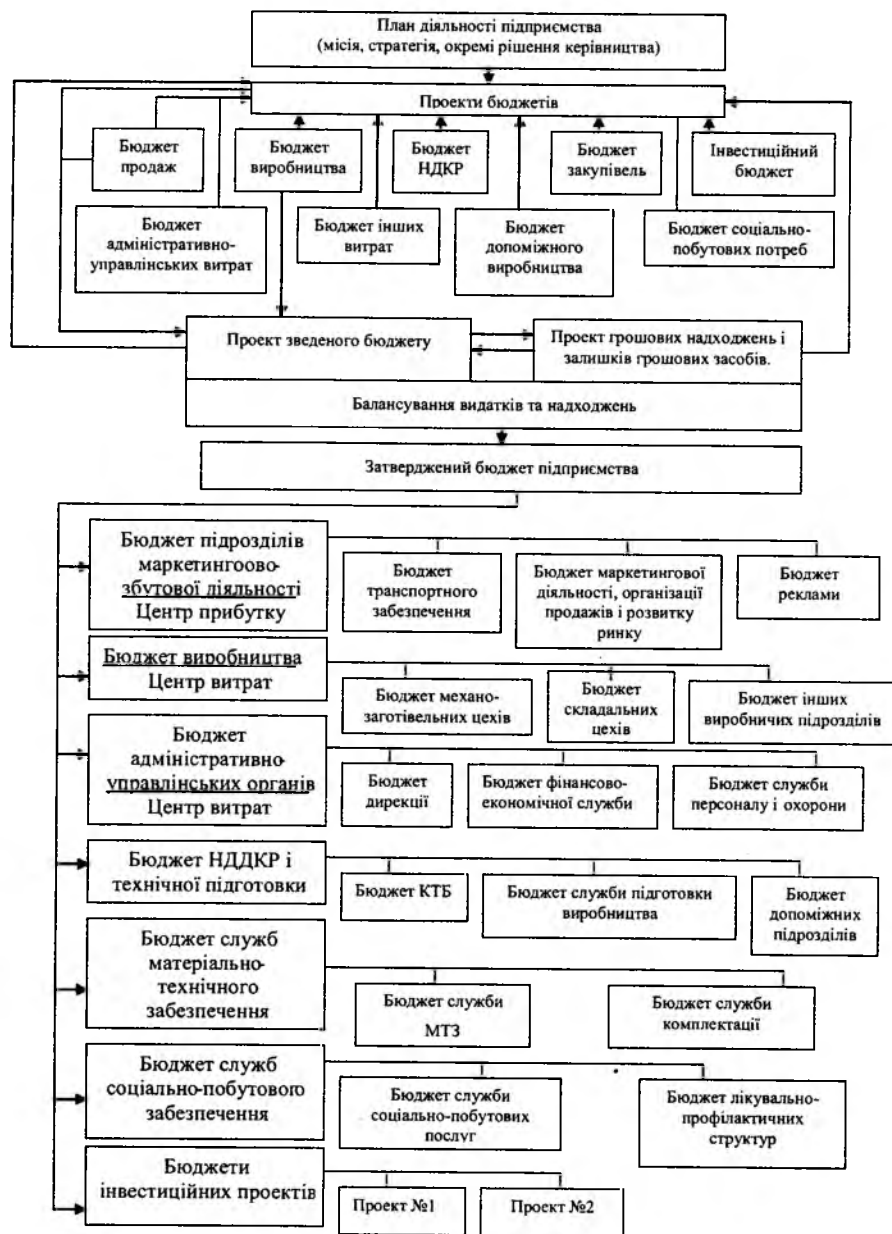 План діяльності підприємства
(місія, стратегія, окремі рішення керівництва)
Проекти бюджетів
Бюджет
продаж
Бюджет
виробництва
Бюджет
НДКР
Бюджет
закупівель
Інвестиційний
бюджет
Бюджет
адміністративно-
управлінських витрат
Бюджет інших
витрат
Бюджет
допоміжного
виробництва
Бюджет соціально-
побутових потреб
Проект зведеного бюджету
Проект грошових надходжень і
залишків грошових засобів.
Балансування видатків та надходжень
Затверджений бюджет підприємства
Бюджет підрозділів
маркетингоово-
збутової діяльності
Центр прибутку
Бюджет
транспортного
забезпечення
Бюджет маркетингової
діяльності, організації
продажів і розвитку
ринку
Бюджет
реклами
Бюджет виробництва
Центр витрат
Бюджет механо-
заготівельних цехів
Бюджет
складальних
цехів
Бюджет інших
виробничих підрозділів
Бюджет
адміністративно-
управлінських органів
Центр витрат
Бюджет
дирекції
Бюджет фінансово-
економічної служби
Бюджет служби
персоналу і охорони
Бюджет НДДКР і
технічної підготовки
Бюджет КТБ
Бюджет служби підготовки
виробництва
Бюджет
допоміжних
підрозділів
Бюджет служб
матеріально-
технічного
забезпечення
Бюджет служби
МТЗ
Бюджет служби
комплектації
Бюджет служб
соціально-побутового
забезпечення
Бюджет служби
соціально-побутових
послуг
Бюджет лікувально-
профілактичних
структур
Бюджети
інвестиційних проектів
Проект №1
Проект №2